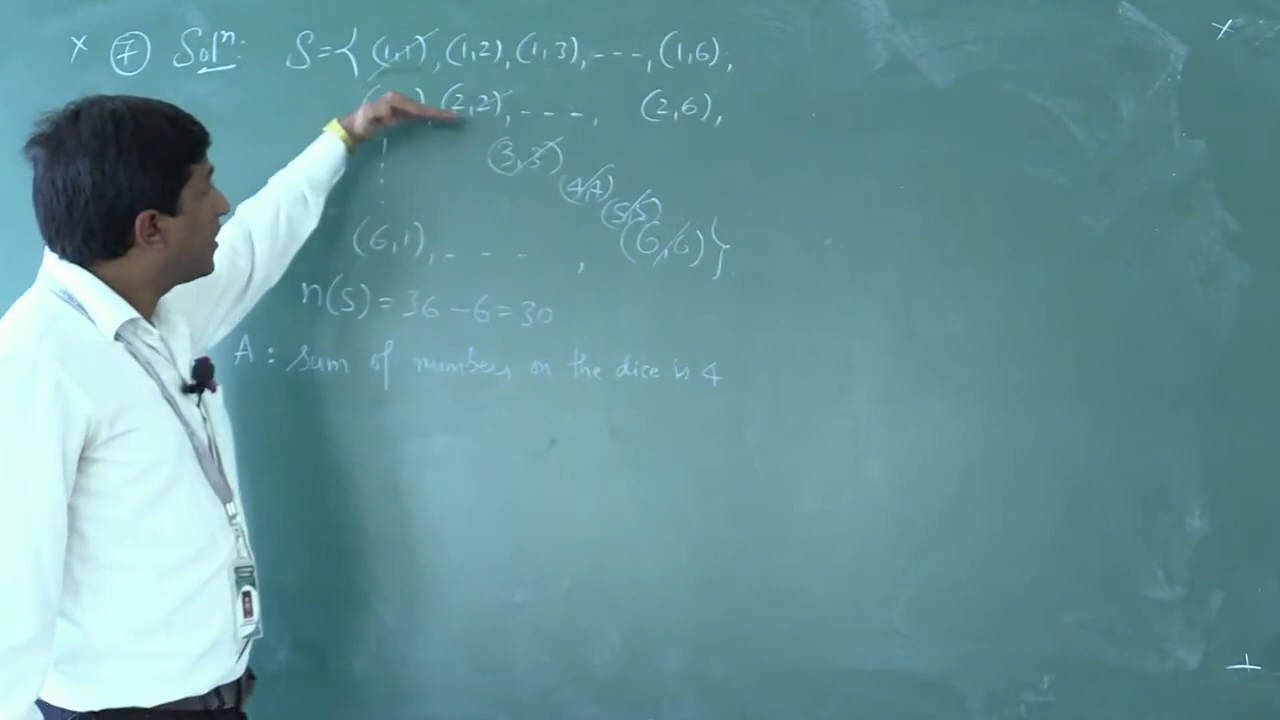 × ⑦ Solⁿ: S={ (1,1), (1,2), (1,3), ---, (1,6),
(2,2), ---, (2,6),
(3,3)
(4,4)
(5,5)
(6,1), - - - , (6,6)}
n(S) = 36 - 6 = 30
A : sum of numbers on the dice is 4